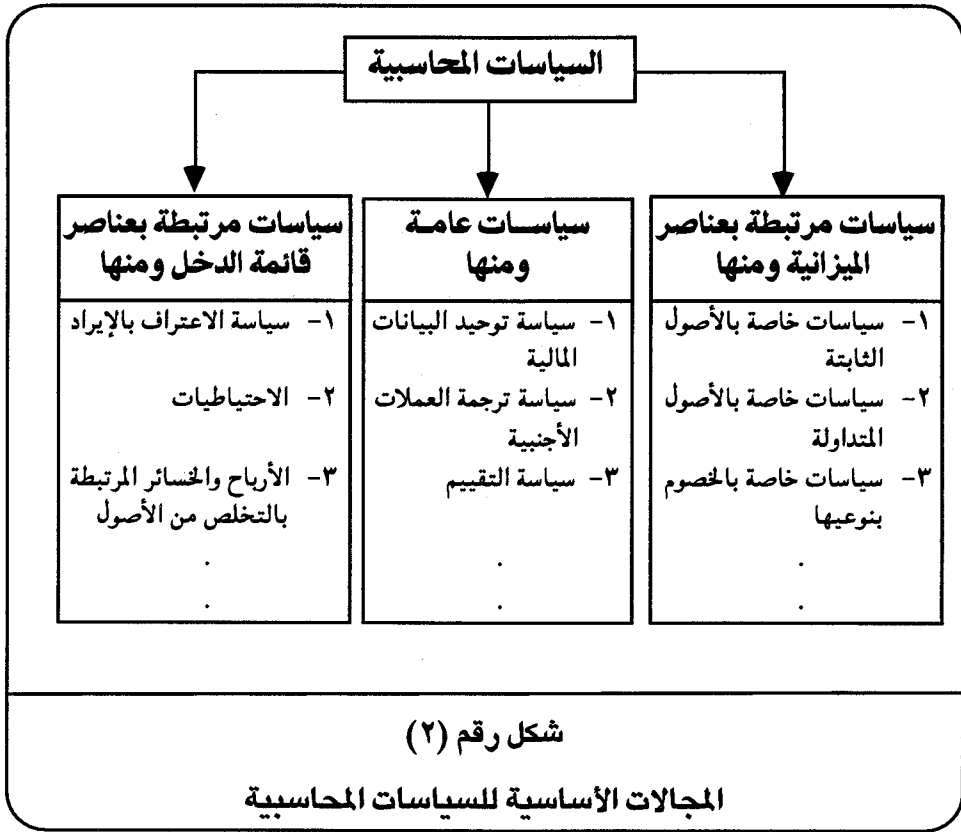 السياسات المحاسبية
سياسات مرتبطة بعناصر
الميزانية ومنها
١- سياسات خاصة بالأصول
الثابتة
٢- سياسات خاصة بالأصول
المتداولة
٣- سياسات خاصة بالخصوم
بنوعيها
.
.
سياســات عامــة
ومنها
١- سياسة توحيد البيانات
المالية
٢- سياسة ترجمة العملات
الأجنبية
٣- سياسة التقييم
.
.
سياسات مرتبطة بعناصر
قائمة الدخل ومنها
١- سياسة الاعتراف بالإيراد
٢- الاحتياطيات
٣- الأرباح والخسائر المرتبطة
بالتخلص من الأصول
.
.
شكل رقم (٢)
المجالات الأساسية للسياسات المحاسبية